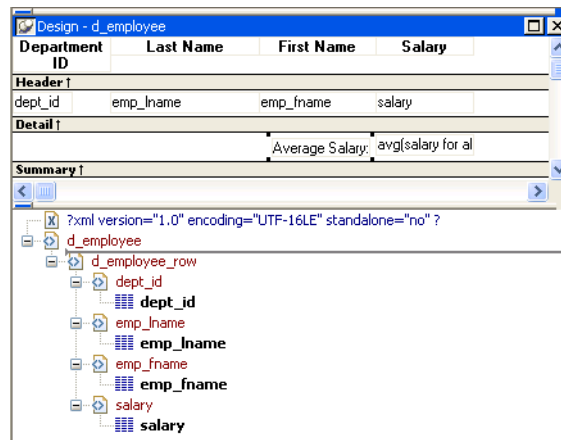 Design - d_employee
Department ID Last Name First Name Salary
Header ↑
dept_id emp_lname emp_fname salary
Detail ↑
Average Salary: avg(salary for al
Summary ↑
?xml version="1.0" encoding="UTF-16LE" standalone="no" ?
d_employee
d_employee_row
dept_id
dept_id
emp_lname
emp_lname
emp_fname
emp_fname
salary
salary